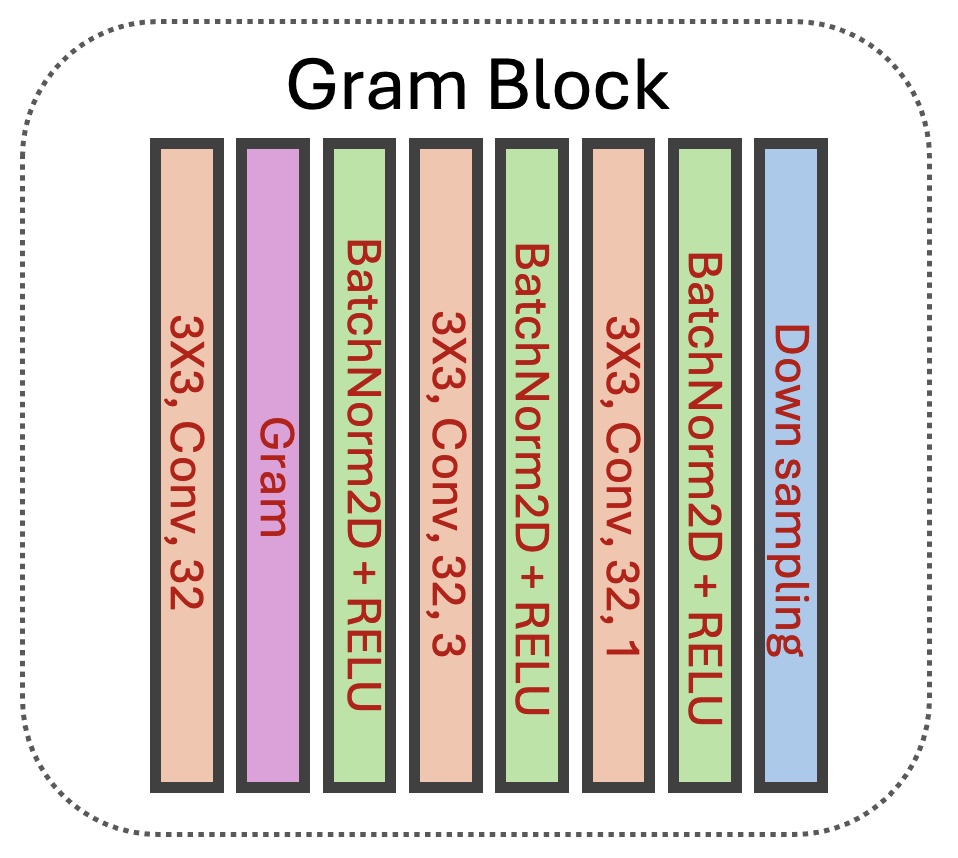 Gram Block
3X3, Conv, 32
Gram
BatchNorm2D + RELU
3X3, Conv, 32, 3
BatchNorm2D + RELU
3X3, Conv, 32, 1
BatchNorm2D + RELU
Down sampling